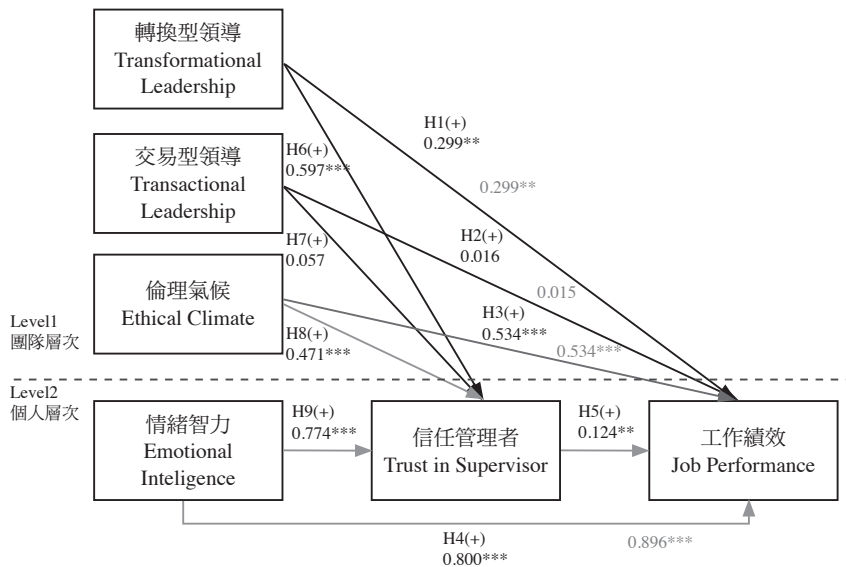 轉換型領導
Transformational
Leadership
H1(+)
0.299**
0.299**
交易型領導
Transactional
Leadership
H6(+)
0.597***
H2(+)
0.016
0.015
H7(+)
0.057
倫理氣候
Ethical Climate
H3(+)
0.534***
0.534***
H8(+)
0.471***
Level1
團隊層次
Level2
個人層次
情緒智力
Emotional
Inteligence
H9(+)
0.774***
信任管理者
Trust in Supervisor
H5(+)
0.124**
工作績效
Job Performance
H4(+)
0.800***
0.896***